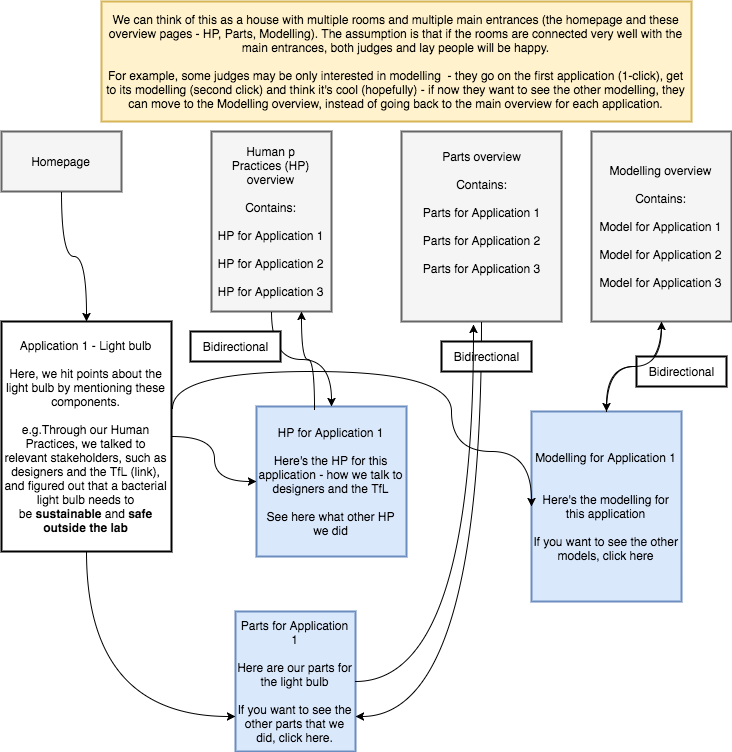 We can think of this as a house with multiple rooms and multiple main entrances (the homepage and these
overview pages - HP, Parts, Modelling). The assumption is that if the rooms are connected very well with the
main entrances, both judges and lay people will be happy.
For example, some judges may be only interested in modelling - they go on the first application (1-click), get
to its modelling (second click) and think it's cool (hopefully) - if now they want to see the other modelling, they
can move to the Modelling overview, instead of going back to the main overview for each application.
Homepage
Human p
Practices (HP)
overview
Contains:
HP for Application 1
HP for Application 2
HP for Application 3
Parts overview
Contains:
Parts for Application 1
Parts for Application 2
Parts for Application 3
Modelling overview
Contains:
Model for Application 1
Model for Application 2
Model for Application 3
Bidirectional
Bidirectional
Bidirectional
Application 1 - Light bulb
Here, we hit points about the
light bulb by mentioning these
components.
e.g.Through our Human
Practices, we talked to
relevant stakeholders, such as
designers and the TfL (link),
and figured out that a bacterial
light bulb needs to
be sustainable and safe
outside the lab
HP for Application 1
Here's the HP for this
application - how we talk to
designers and the TfL
See here what other HP
we did
Modelling for Application 1
Here's the modelling for
this application
If you want to see the other
models, click here
Parts for Application
1
Here are our parts for
the light bulb
If you want to see the
other parts that we
did, click here.